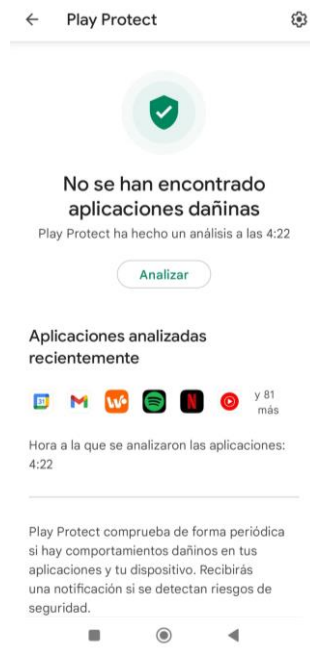 Play Protect
No se han encontrado
aplicaciones dañinas
Play Protect ha hecho un análisis a las 4:22
Analizar
Aplicaciones analizadas
recientemente
31
y 81
más
Hora a la que se analizaron las aplicaciones:
4:22
Play Protect comprueba de forma periódica
si hay comportamientos dañinos en tus
aplicaciones y tu dispositivo. Recibirás
una notificación si se detectan riesgos de
seguridad.